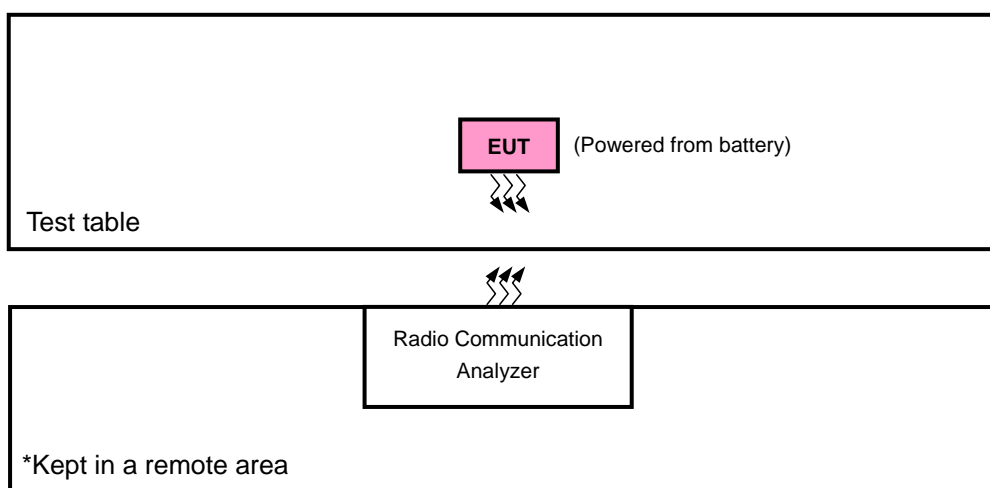 EUT
(Powered from battery)
Test table
Radio Communication
Analyzer
*Kept in a remote area